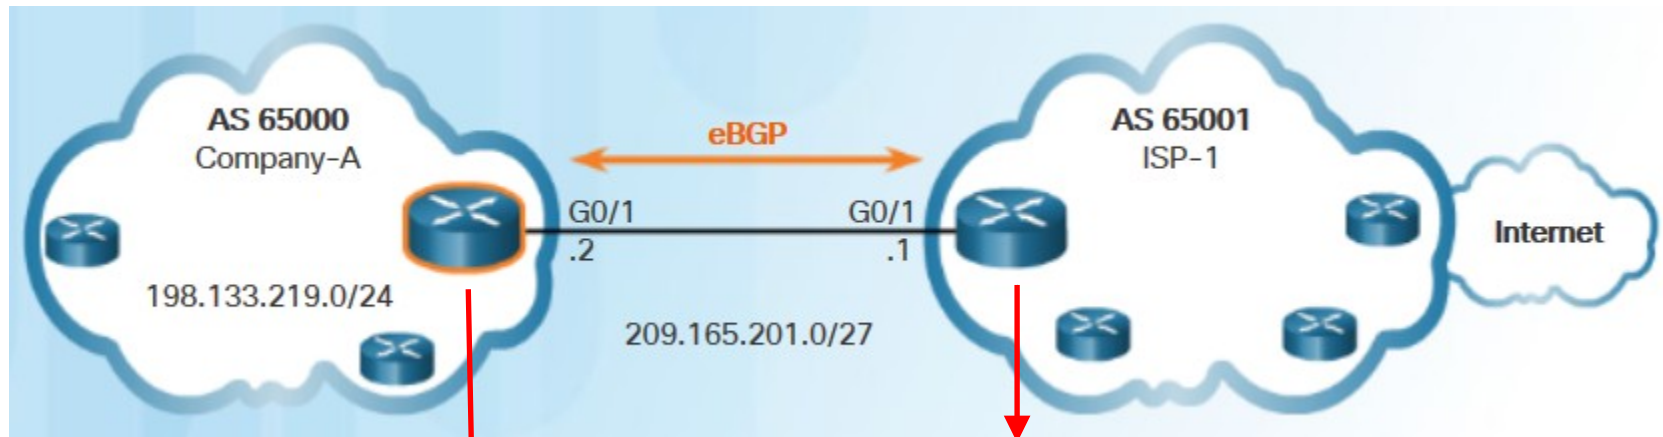 AS 65000
Company-A
eBGP
AS 65001
ISP-1
G0/1
G0/1
.2
.1
Internet
198.133.219.0/24
209.165.201.0/27